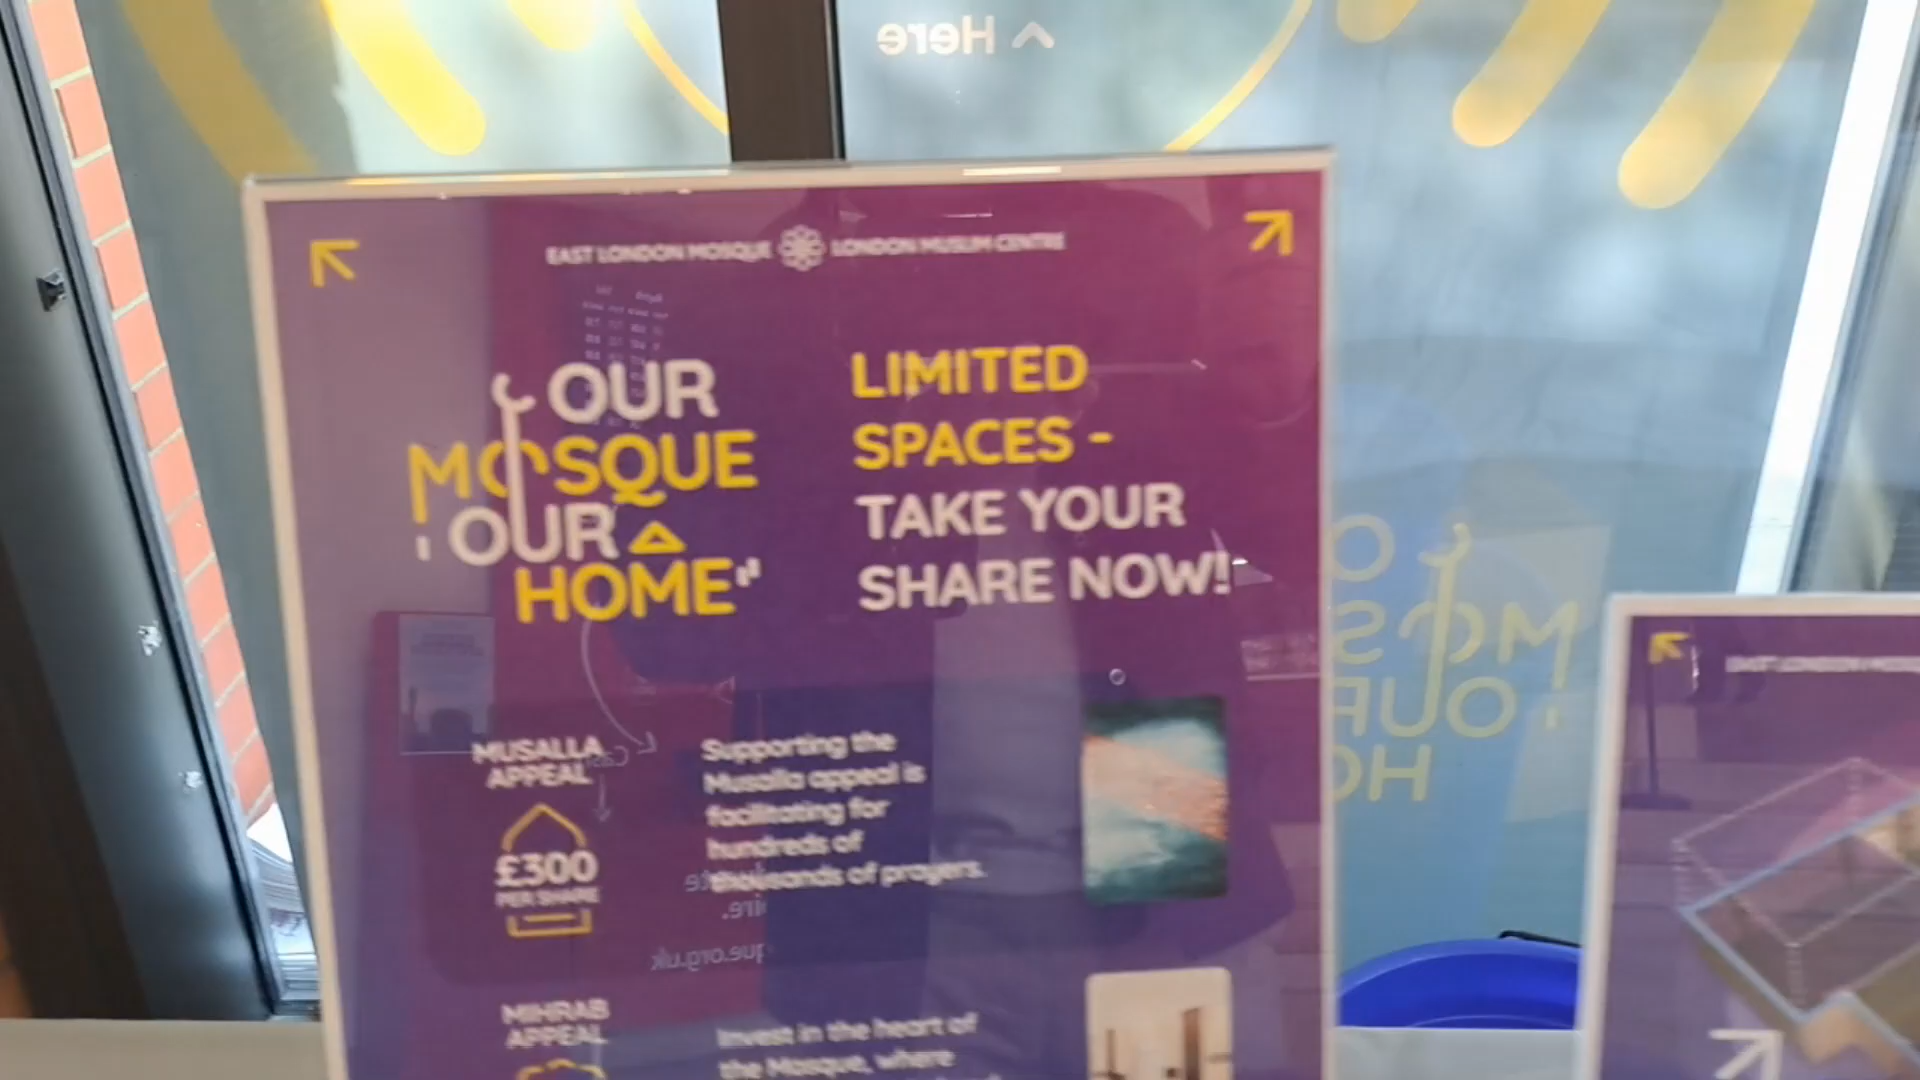 Here
EAST LONDON MOSQUE LONDON MUSLIM CENTRE
OUR
MOSQUE
OUR
HOME
LIMITED
SPACES -
TAKE YOUR
SHARE NOW!
MUSALLA
APPEAL
£300
PER SHARE
Supporting the
Musalla appeal is
facilitating for
hundreds of
thousands of prayers.
MIHRAB
APPEAL
Invest in the heart of
the Mosque, where
EAST LONDON